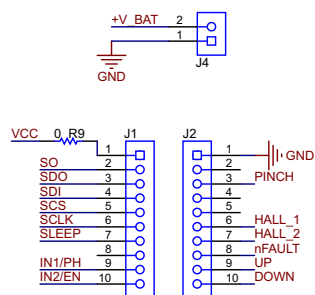 +V_BAT 2
1
GND
J4
VCC 0 R9 J1 J2
1 1 GND
SO 2 2
SDO 3 3 PINCH
SDI 4 4
SCS 5 5
SCLK 6 6 HALL_1
SLEEP 7 7 HALL_2
8 8 nFAULT
IN1/PH 9 9 UP
IN2/EN 10 10 DOWN